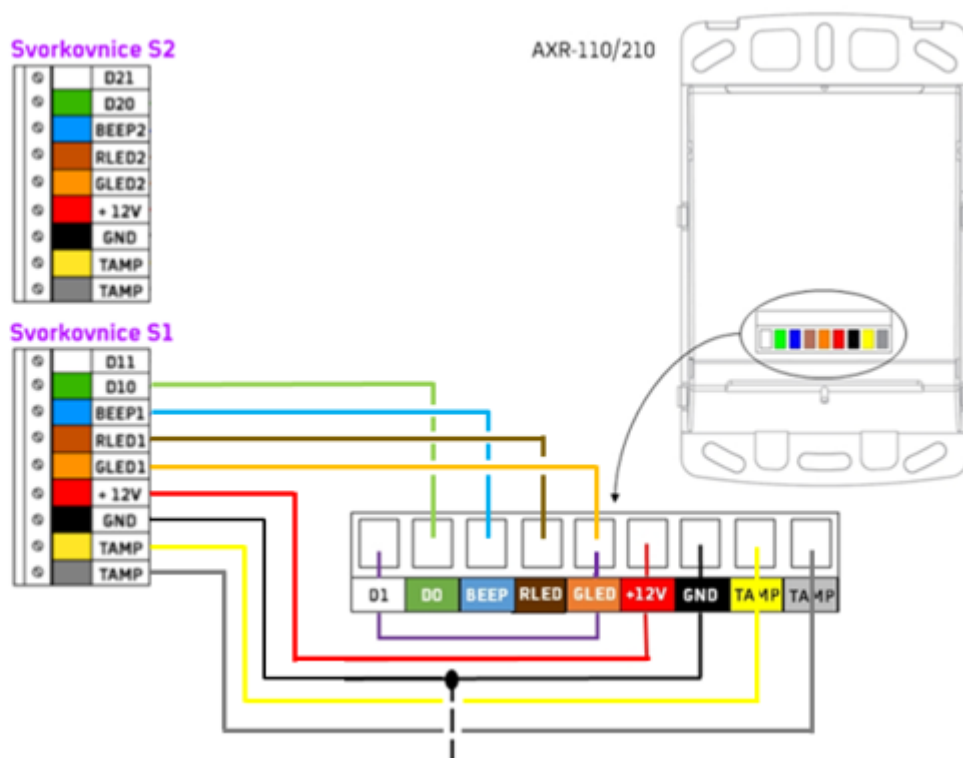 Svorkovnice S2
D21
D20
BEEP2
RLED2
GLED2
+ 12V
GND
TAMP
TAMP
AXR-110/210
Svorkovnice S1
D11
D10
BEEP1
RLED1
GLED1
+ 12V
GND
TAMP
TAMP
D1 D0 BEEP RLED GLED +12V GND TAMP TAMP